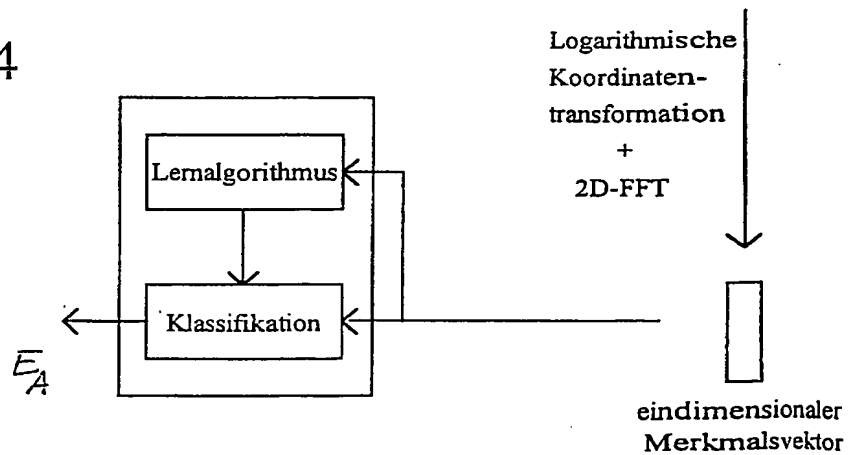 4
Logarithmische
Koordinaten-
transformation
+
2D-FFT
Lernalgorithmus
Klassifikation
E_A
eindimensionaler
Merkmalsvektor